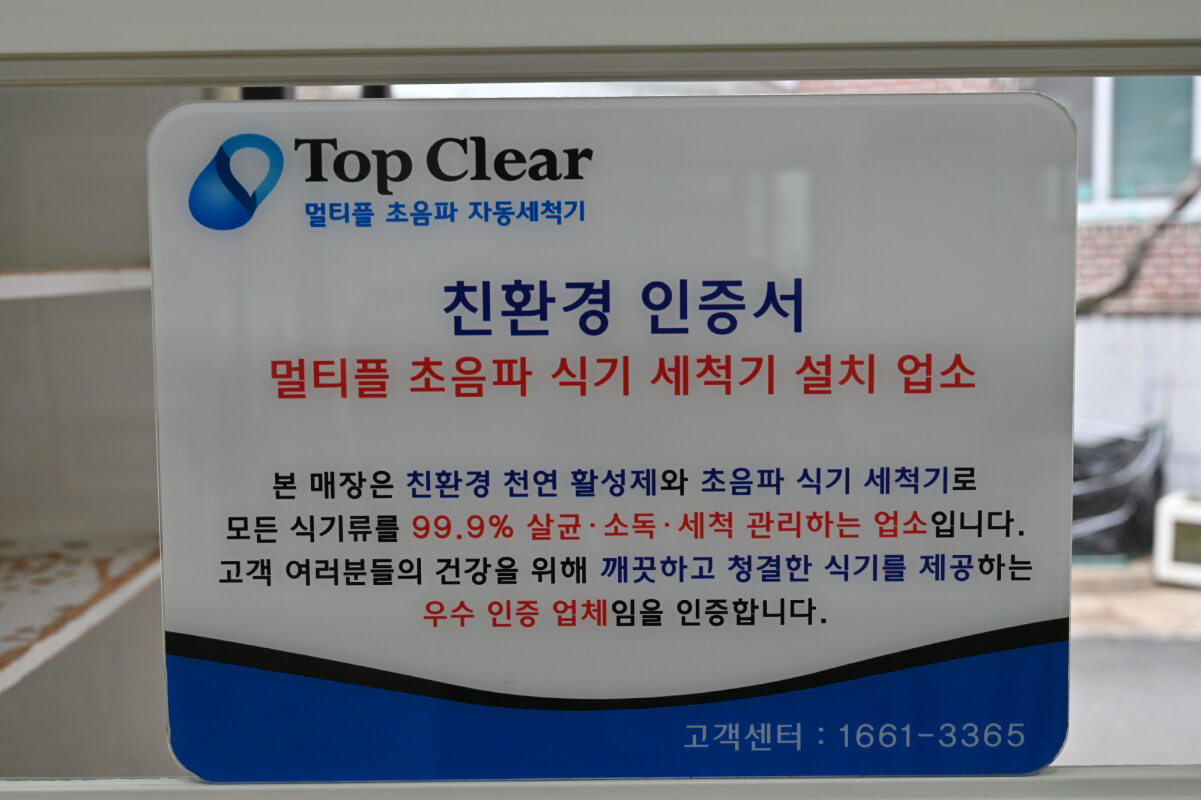 Top Clear
멀티플 초음파 자동세척기
친환경 인증서
멀티플 초음파 식기 세척기 설치 업소
본 매장은 친환경 천연 활성제와 초음파 식기 세척기로
모든 식기류를 99.9% 살균·소독·세척 관리하는 업소입니다.
고객 여러분들의 건강을 위해 깨끗하고 청결한 식기를 제공하는
우수 인증 업체임을 인증합니다.
고객센터 : 1661-3365